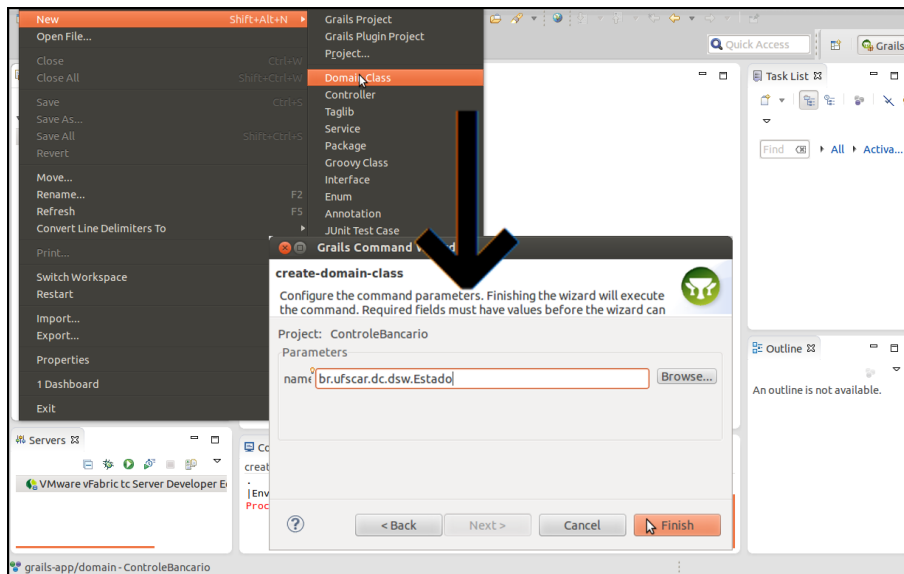 New Shift+Alt+N
Open File...
Close Ctrl+W
Close All Shift+Ctrl+W
Save Ctrl+S
Save As...
Save All Shift+Ctrl+S
Revert
Move...
Rename... F2
Refresh F5
Convert Line Delimiters To
Print...
Switch Workspace
Restart
Import...
Export...
Properties
1 Dashboard
Exit
Grails Project
Grails Plugin Project
Project...
Domain Class
Controller
Taglib
Service
Package
Groovy Class
Interface
Enum
Annotation
JUnit Test Case
Quick Access
Grails
Task List
Find All Activa...
Outline
An outline is not available.
Grails Command
create-domain-class
Configure the command parameters. Finishing the wizard will execute
the command. Required fields must have values before the wizard can
Project: ControleBancario
Parameters
name br.ufscar.dc.dsw.Estado Browse...
< Back Next > Cancel Finish
Servers
VMware vFabric tc Server Developer
creat
|Env
Proc
grails-app/domain - ControleBancario